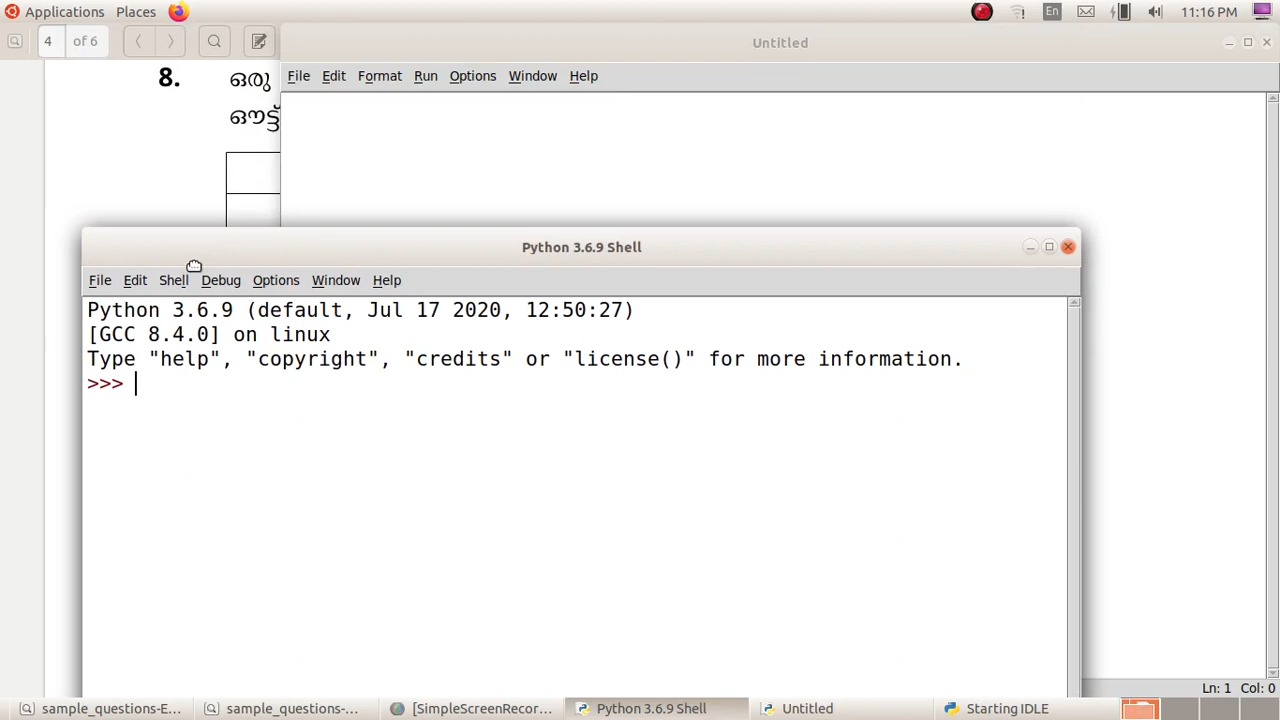 Applications Places En 11:16 PM
4 of 6
Untitled
File Edit Format Run Options Window Help
8. ഒരു
ഔട്ട്
Python 3.6.9 Shell
File Edit Shell Debug Options Window Help
Python 3.6.9 (default, Jul 17 2020, 12:50:27)
[GCC 8.4.0] on linux
Type "help", "copyright", "credits" or "license()" for more information.
>>>
Ln: 1 Col: 0
sample_questions-E... sample_questions-... [SimpleScreenRecor... Python 3.6.9 Shell Untitled Starting IDLE